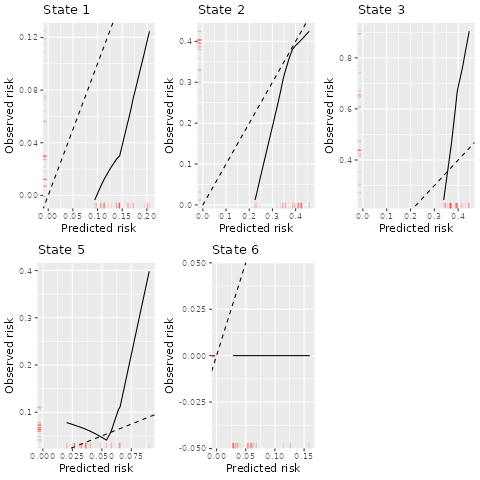 State 1 State 2 State 3
0.12 0.4 0.8
0.3
0.08 0.6
0.2
0.04 0.1 0.4
0.00 0.0
Observed risk Observed risk Observed risk
0.00 0.05 0.10 0.15 0.20 0.0 0.1 0.2 0.3 0.4 0.0 0.1 0.2 0.3 0.4
Predicted risk Predicted risk Predicted risk
State 5 State 6
0.4 0.050
0.3 0.025
0.2 0.000
0.1 -0.025
-0.050
Observed risk Observed risk
0.000 0.025 0.050 0.075 0.00 0.05 0.10 0.15
Predicted risk Predicted risk